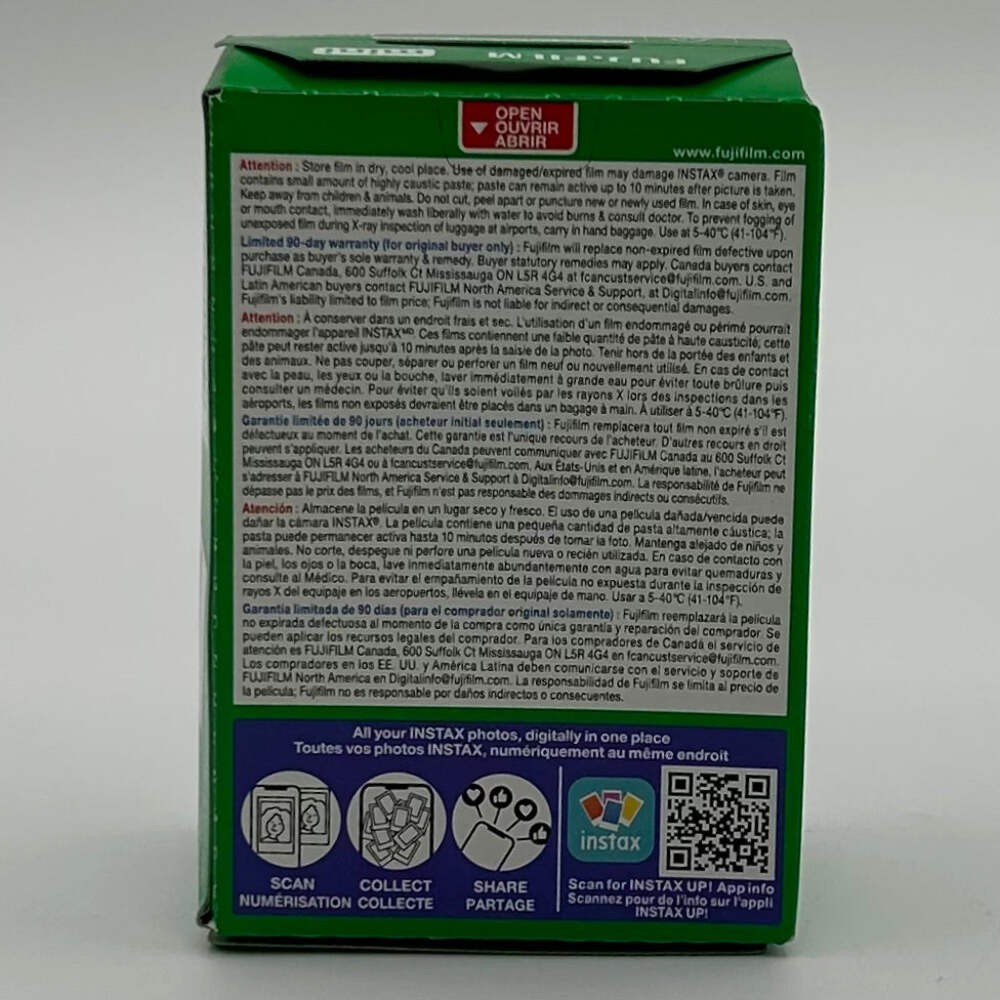 mini
FUJIFILM
OPEN
OUVRIR
ABRIR
www.fujifilm.com
Attention : Store film in dry, cool place. Use of damaged/expired film may damage INSTAX® camera. Film
contains small amount of highly caustic paste; paste can remain active up to 10 minutes after picture is taken.
Keep away from children & animals. Do not cut, peel apart or puncture new or newly used film. In case of skin, eye
or mouth contact, immediately wash liberally with water to avoid burns & consult doctor. To prevent fogging of
unexposed film during X-ray inspection of luggage at airports, carry in hand baggage. Use at 5-40°C (41-104°F).
Limited 90-day warranty (for original buyer only) : Fujifilm will replace non-expired film defective upon
purchase as buyer's sole warranty & remedy. Buyer statutory remedies may apply. Canada buyers contact
FUJIFILM Canada, 600 Suffolk Ct Mississauga ON L5R 4G4 at fcancustservice@fujifilm.com. U.S. and
Latin American buyers contact FUJIFILM North America Service & Support, at Digitalinfo@fujifilm.com.
Fujifilm's liability limited to film price; Fujifilm is not liable for indirect or consequential damages.
Attention : À conserver dans un endroit frais et sec. L'utilisation d'un film endommagé ou périmé pourrait
endommager l'appareil INSTAXᴹᴰ. Ces films contiennent une faible quantité de pâte à haute causticité; cette
pâte peut rester active jusqu'à 10 minutes après la saisie de la photo. Tenir hors de la portée des enfants et
des animaux. Ne pas couper, séparer ou perforer un film neuf ou nouvellement utilisé. En cas de contact
avec la peau, les yeux ou la bouche, laver immédiatement à grande eau pour éviter toute brûlure puis
consulter un médecin. Pour éviter qu'ils soient voilés par les rayons X lors des inspections dans les
aéroports, les films non exposés devraient être placés dans un bagage à main. À utiliser à 5-40°C (41-104°F).
Garantie limitée de 90 jours (acheteur initial seulement) : Fujifilm remplacera tout film non expiré s'il est
défectueux au moment de l'achat. Cette garantie est l'unique recours de l'acheteur. D'autres recours en droit
peuvent s'appliquer. Les acheteurs du Canada peuvent communiquer avec FUJIFILM Canada au 600 Suffolk Ct
Mississauga ON L5R 4G4 ou à fcancustservice@fujifilm.com. Aux États-Unis et en Amérique latine, l'acheteur peut
s'adresser à FUJIFILM North America Service & Support à Digitalinfo@fujifilm.com. La responsabilité de Fujifilm ne
dépasse pas le prix des films, et Fujifilm n'est pas responsable des dommages indirects ou consécutifs.
Atención : Almacene la película en un lugar seco y fresco. El uso de una película dañada/vencida puede
dañar la cámara INSTAX®. La película contiene una pequeña cantidad de pasta altamente cáustica; la
pasta puede permanecer activa hasta 10 minutos después de tomar la foto. Mantenga alejado de niños y
animales. No corte, despegue ni perfore una película nueva o recién utilizada. En caso de contacto con
la piel, los ojos o la boca, lave inmediatamente abundantemente con agua para evitar quemaduras y
consulte al Médico. Para evitar el empañamiento de la película no expuesta durante la inspección de
rayos X del equipaje en los aeropuertos, llévela en el equipaje de mano. Usar a 5-40°C (41-104°F).
Garantía limitada de 90 días (para el comprador original solamente) : Fujifilm reemplazará la película
no expirada defectuosa al momento de la compra como única garantía y reparación del comprador. Se
pueden aplicar los recursos legales del comprador. Para los compradores de Canadá el servicio de
atención es FUJIFILM Canada, 600 Suffolk Ct Mississauga ON L5R 4G4 en fcancustservice@fujifilm.com.
Los compradores en los EE. UU. y América Latina deben comunicarse con el servicio y soporte de
FUJIFILM North America en Digitalinfo@fujifilm.com. La responsabilidad de Fujifilm se limita al precio de
la película; Fujifilm no es responsable por daños indirectos o consecuentes.
All your INSTAX photos, digitally in one place
Toutes vos photos INSTAX, numériquement au même endroit
SCAN
NUMÉRISATION
COLLECT
COLLECTE
SHARE
PARTAGE
instax
Scan for INSTAX UP! App info
Scannez pour de l'info sur l'appli
INSTAX UP!